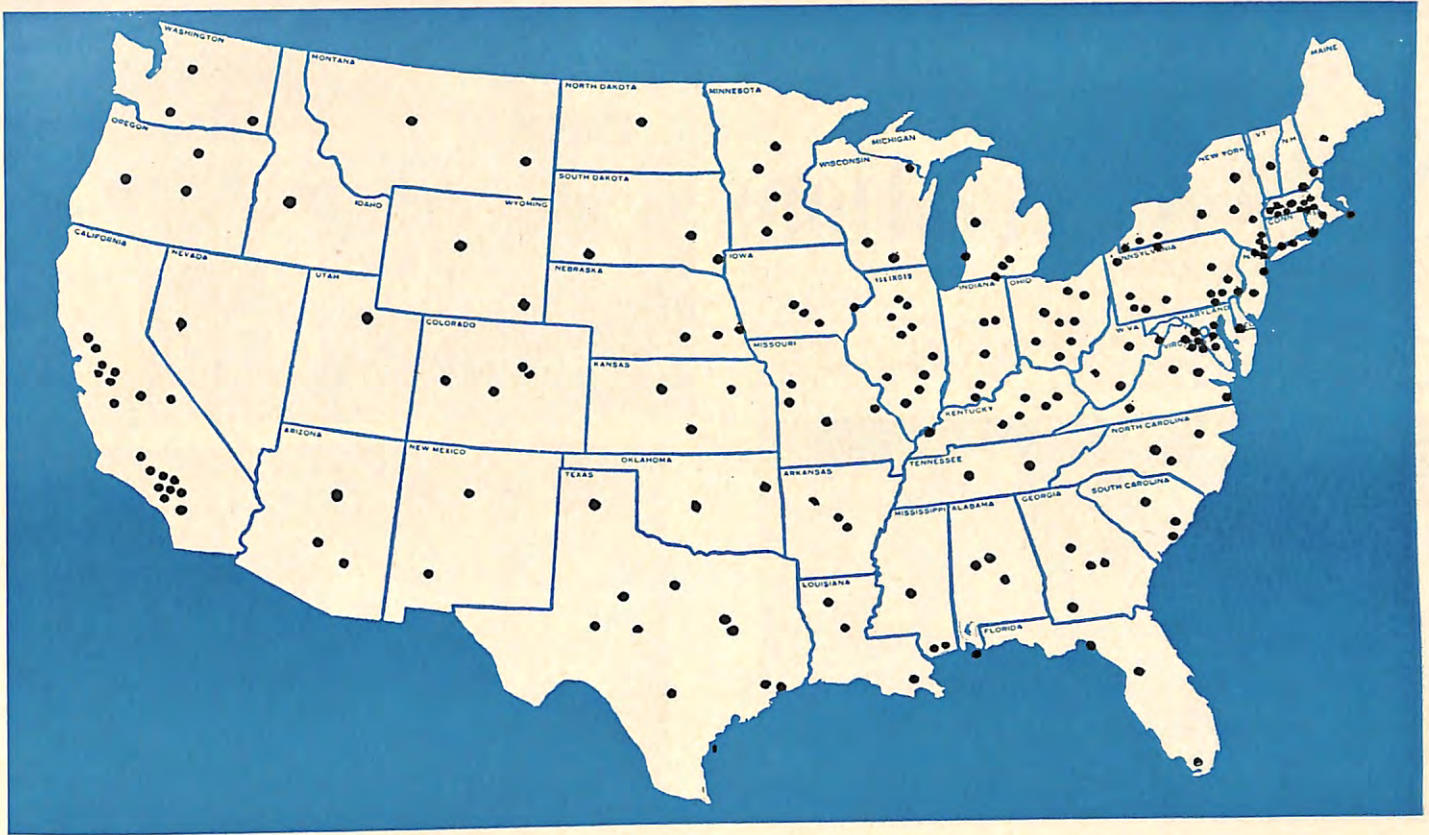 WASHINGTON
MONTANA
NORTH DAKOTA
MINNESOTA
MAINE
OREGON
MICHIGAN
VT
N.H.
NEW YORK
WISCONSIN
SOUTH DAKOTA
IDAHO
WYOMING
CALIFORNIA
NEVADA
UTAH
NEBRASKA
IOWA
ILLINOIS
INDIANA
OHIO
NNSYLVANIA
CONN
COLORADO
MISSOURI
W VA
MARYLAND
KANSAS
KENTUCKY
ARIZONA
NEW MEXICO
OKLAHOMA
TEXAS
ARKANSAS
TENNESSEE
NORTH CAROLINA
SOUTH CAROLINA
MISSISSIPPI
ALABAMA
GEORGIA
LOUISIANA
FLORIDA